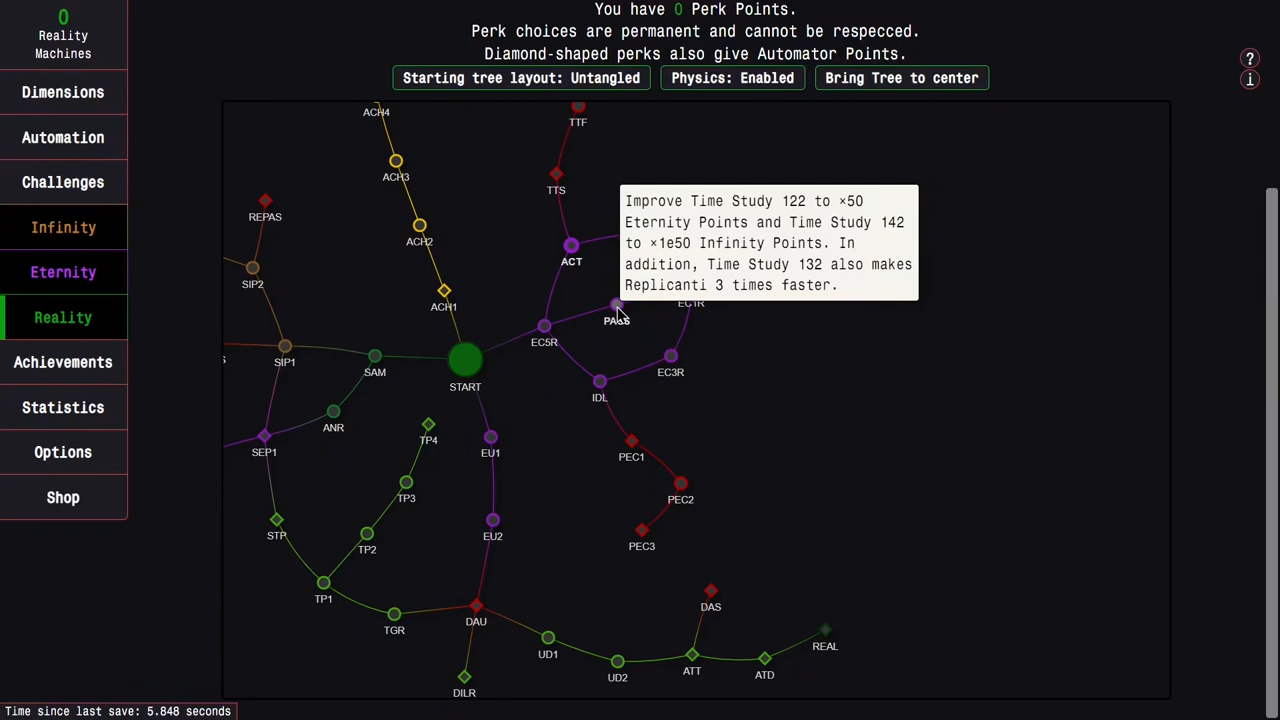 You have 0 Perk Points.
Perk choices are permanent and cannot be respecced.
Diamond-shaped perks also give Automator Points.
Starting tree layout: Untangled
Physics: Enabled
Bring Tree to center
?
i
0
Reality
Machines
Dimensions
Automation
Challenges
Infinity
Eternity
Reality
Achievements
Statistics
Options
Shop
ACH4
TTF
ACH3
TTS
REPAS
ACH2
ACT
SIP2
ACH1
Improve Time Study 122 to ×50
Eternity Points and Time Study 142
to ×1e50 Infinity Points. In
addition, Time Study 132 also makes
Replicanti 3 times faster.
EC1R
PASS
EC5R
S
SIP1
SAM
START
EC3R
IDL
ANR
TP4
EU1
SEP1
PEC1
TP3
PEC2
STP
TP2
EU2
PEC3
TP1
DAS
TGR
DAU
UD1
REAL
UD2
ATT
ATD
DILR
Time since last save: 5.848 seconds